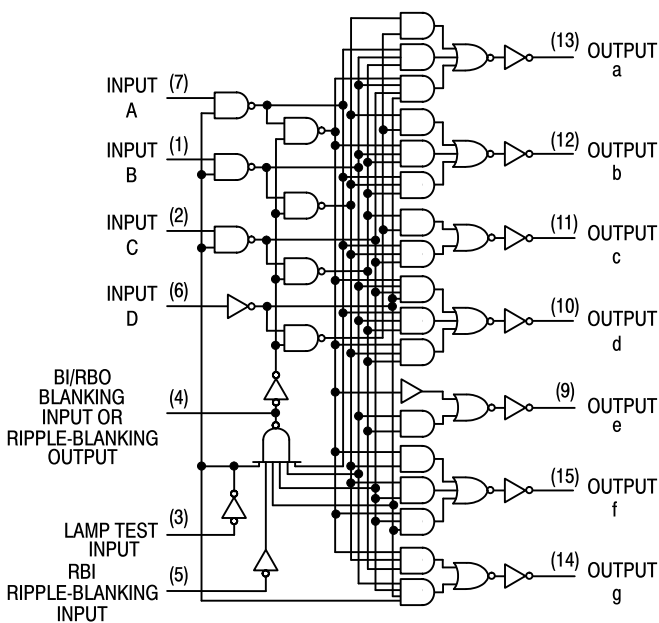 (13) OUTPUT
a
INPUT (7)
A
INPUT (1)
B
(12) OUTPUT
b
INPUT (2)
C
(11) OUTPUT
c
INPUT (6)
D
(10) OUTPUT
d
BI/RBO
BLANKING (4)
INPUT OR
RIPPLE-BLANKING
OUTPUT
(9) OUTPUT
e
(15) OUTPUT
f
(3)
LAMP TEST
INPUT
RBI (5)
RIPPLE-BLANKING
INPUT
(14) OUTPUT
g